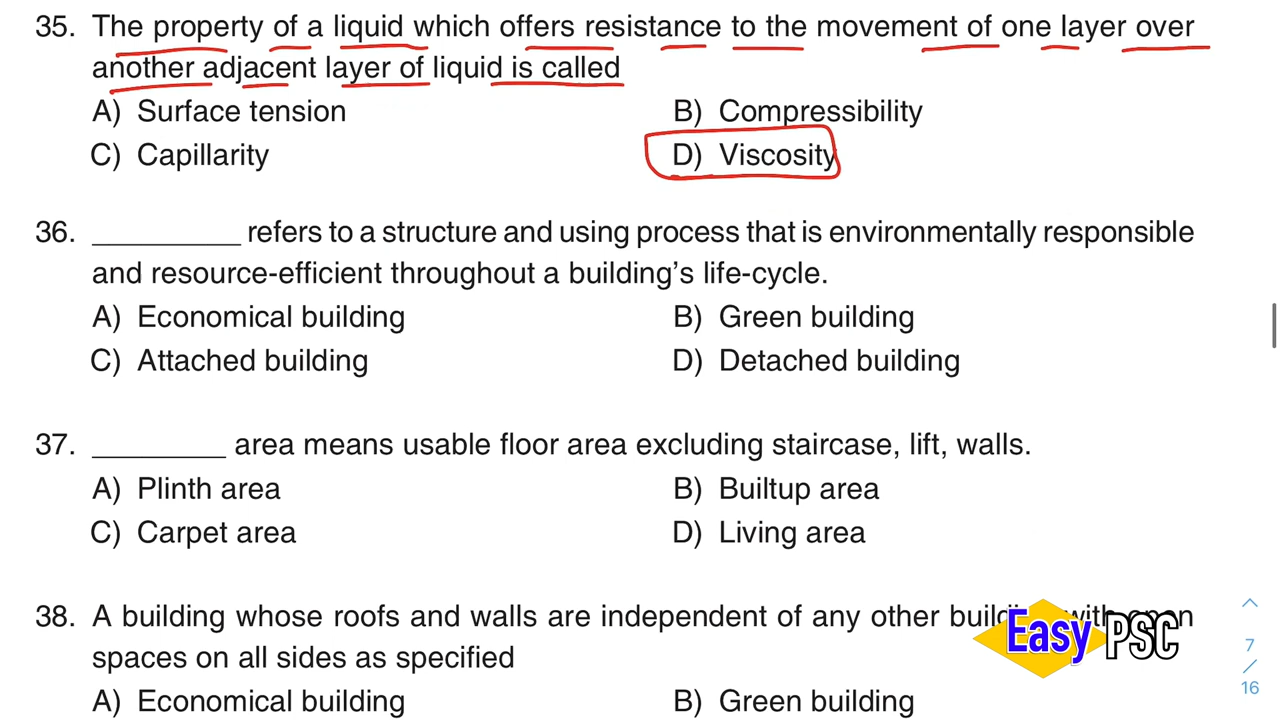 35. The property of a liquid which offers resistance to the movement of one layer over
another adjacent layer of liquid is called
A) Surface tension B) Compressibility
C) Capillarity D) Viscosity
36. __________ refers to a structure and using process that is environmentally responsible
and resource-efficient throughout a building's life-cycle.
A) Economical building B) Green building
C) Attached building D) Detached building
37. _________ area means usable floor area excluding staircase, lift, walls.
A) Plinth area B) Builtup area
C) Carpet area D) Living area
38. A building whose roofs and walls are independent of any other building with open
spaces on all sides as specified
A) Economical building B) Green building
Easy PSC
7
/
16